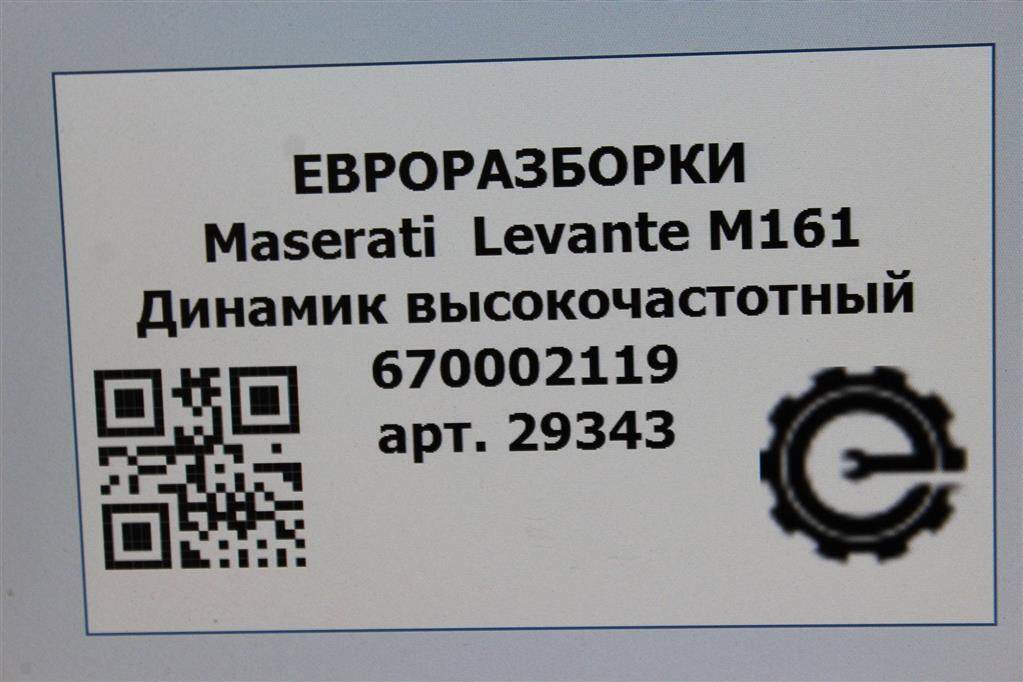 ЕВРОРАЗБОРКИ
Maserati Levante M161
Динамик высокочастотный
670002119
арт. 29343